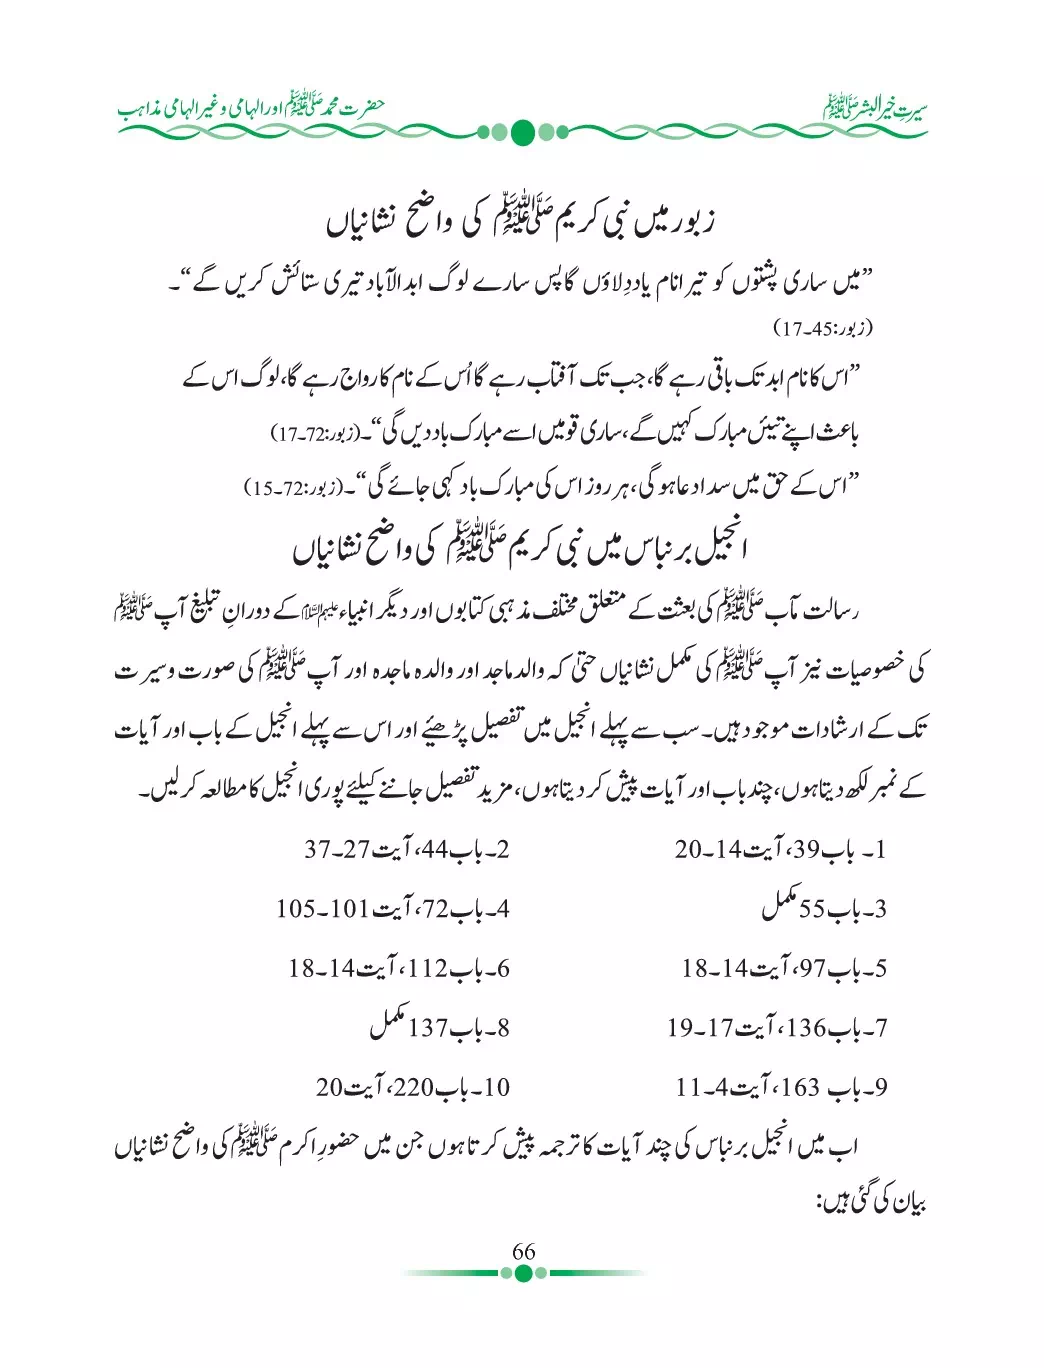 سیرتِ خیر البشر ﷺ
حضرت محمد ﷺ اور الہامی و غیر الہامی مذاہب
زبور میں نبی کریم ﷺ کی واضح نشانیاں
”میں ساری پشتوں کو تیرا نام یاد دِلاؤں گا پس سارے لوگ ابد الآباد تیری ستائش کریں گے“۔
(زبور:45۔17)
”اس کا نام ابد تک باقی رہے گا، جب تک آفتاب رہے گا اُس کے نام کا رواج رہے گا، لوگ اس کے
باعث اپنے تیئں مبارک کہیں گے، ساری قومیں اسے مبارک باد دیں گی“۔ (زبور:72۔17)
”اس کے حق میں سدا دعا ہوگی، ہر روز اس کی مبارک باد کہی جائے گی“۔ (زبور:72۔15)
انجیل برنباس میں نبی کریم ﷺ کی واضح نشانیاں
رسالت مآب ﷺ کی بعثت کے متعلق مختلف مذہبی کتابوں اور دیگر انبیاء علیہم السلام کے دورانِ تبلیغ آپ ﷺ
کی خصوصیات نیز آپ ﷺ کی مکمل نشانیاں حتیٰ کہ والد ماجد اور والدہ ماجدہ اور آپ ﷺ کی صورت و سیرت
تک کے ارشادات موجود ہیں۔ سب سے پہلے انجیل میں تفصیل پڑھیئے اور اس سے پہلے انجیل کے باب اور آیات
کے نمبر لکھ دیتا ہوں، چند باب اور آیات پیش کر دیتا ہوں، مزید تفصیل جاننے کیلئے پوری انجیل کا مطالعہ کرلیں۔
1۔ باب 39، آیت 14۔20 2۔ باب 44، آیت 27۔37
3۔ باب 55 مکمل 4۔ باب 72، آیت 101۔105
5۔ باب 97، آیت 14۔18 6۔ باب 112، آیت 14۔18
7۔ باب 136، آیت 17۔19 8۔ باب 137 مکمل
9۔ باب 163، آیت 4۔11 10۔ باب 220، آیت 20
اب میں انجیل برنباس کی چند آیات کا ترجمہ پیش کرتا ہوں جن میں حضورِ اکرم ﷺ کی واضح نشانیاں
بیان کی گئی ہیں:
66